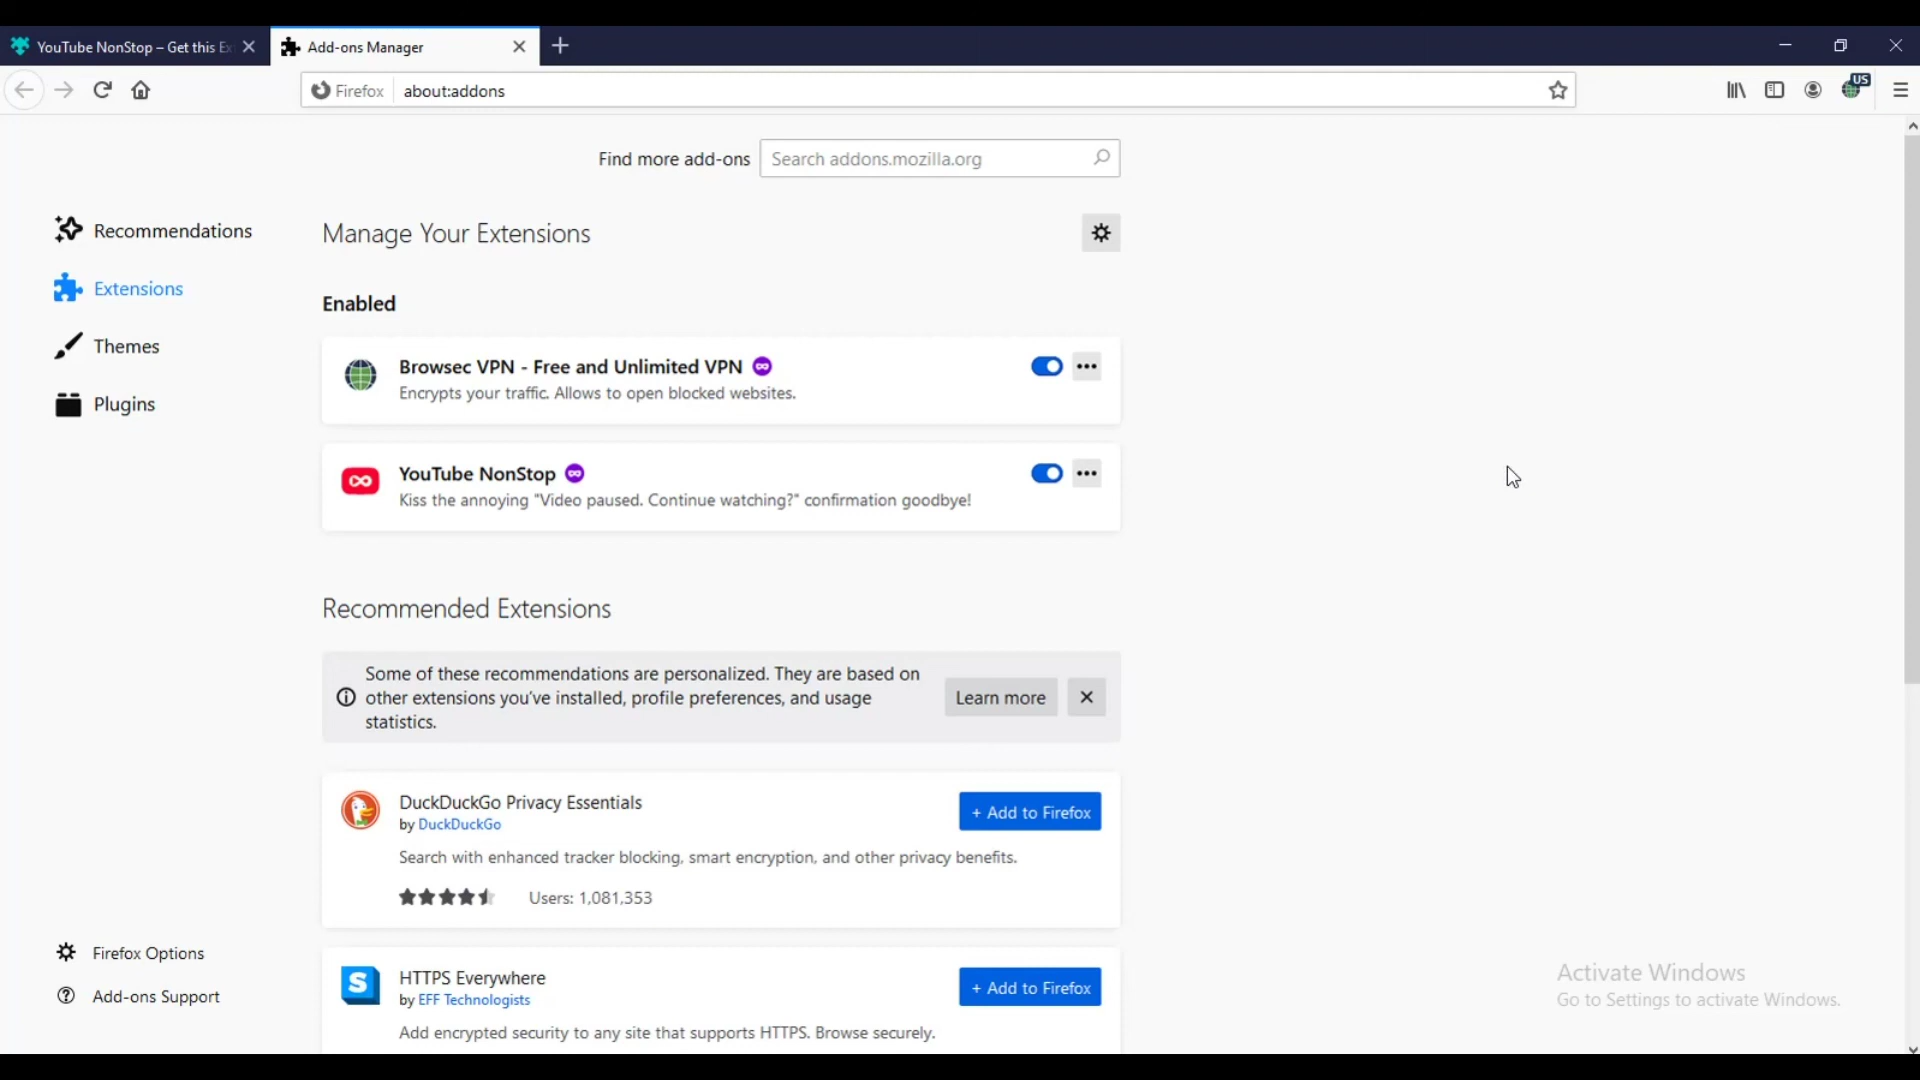 YouTube NonStop – Get this Ex
Add-ons Manager
US
Firefox
about:addons
Find more add-ons
Search addons.mozilla.org
Recommendations
Extensions
Themes
Plugins
Manage Your Extensions
Enabled
Browsec VPN - Free and Unlimited VPN
Encrypts your traffic. Allows to open blocked websites.
YouTube NonStop
Kiss the annoying "Video paused. Continue watching?" confirmation goodbye!
Recommended Extensions
Some of these recommendations are personalized. They are based on
other extensions you've installed, profile preferences, and usage
statistics.
Learn more
DuckDuckGo Privacy Essentials
by DuckDuckGo
+ Add to Firefox
Search with enhanced tracker blocking, smart encryption, and other privacy benefits.
Users: 1,081,353
HTTPS Everywhere
by EFF Technologists
+ Add to Firefox
Add encrypted security to any site that supports HTTPS. Browse securely.
Firefox Options
Add-ons Support
Activate Windows
Go to Settings to activate Windows.